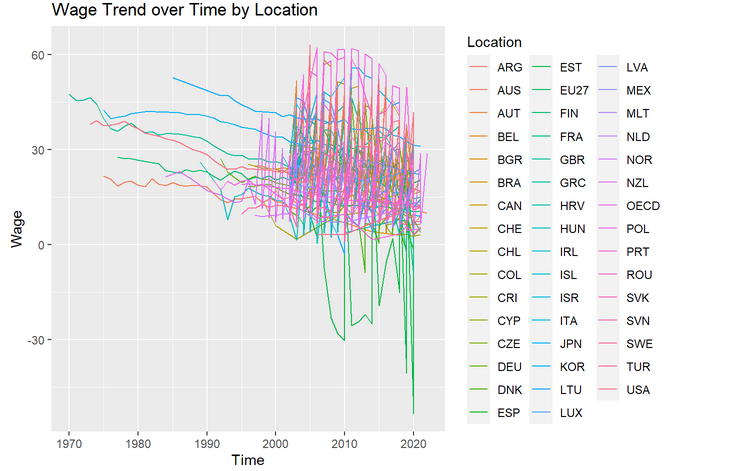 Wage Trend over Time by Location
Wage
60
30
0
-30
1970 1980 1990 2000 2010 2020
Time
Location
ARG EST LVA
AUS EU27 MEX
AUT FIN MLT
BEL FRA NLD
BGR GBR NOR
BRA GRC NZL
CAN HRV OECD
CHE HUN POL
CHL IRL PRT
COL ISL ROU
CRI ISR SVK
CYP ITA SVN
CZE JPN SWE
DEU KOR TUR
DNK LTU USA
ESP LUX